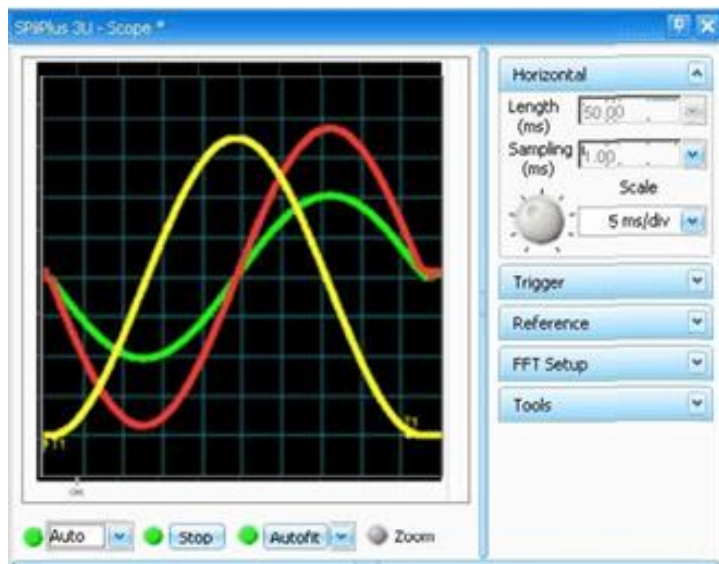 SPiiPlus 3U - Scope *
Horizontal
Length
(ms)
50.00
Sampling
(ms)
1.00
Scale
5 ms/div
Trigger
Reference
FFT Setup
Tools
T1
Auto
Stop
Autofit
Zoom